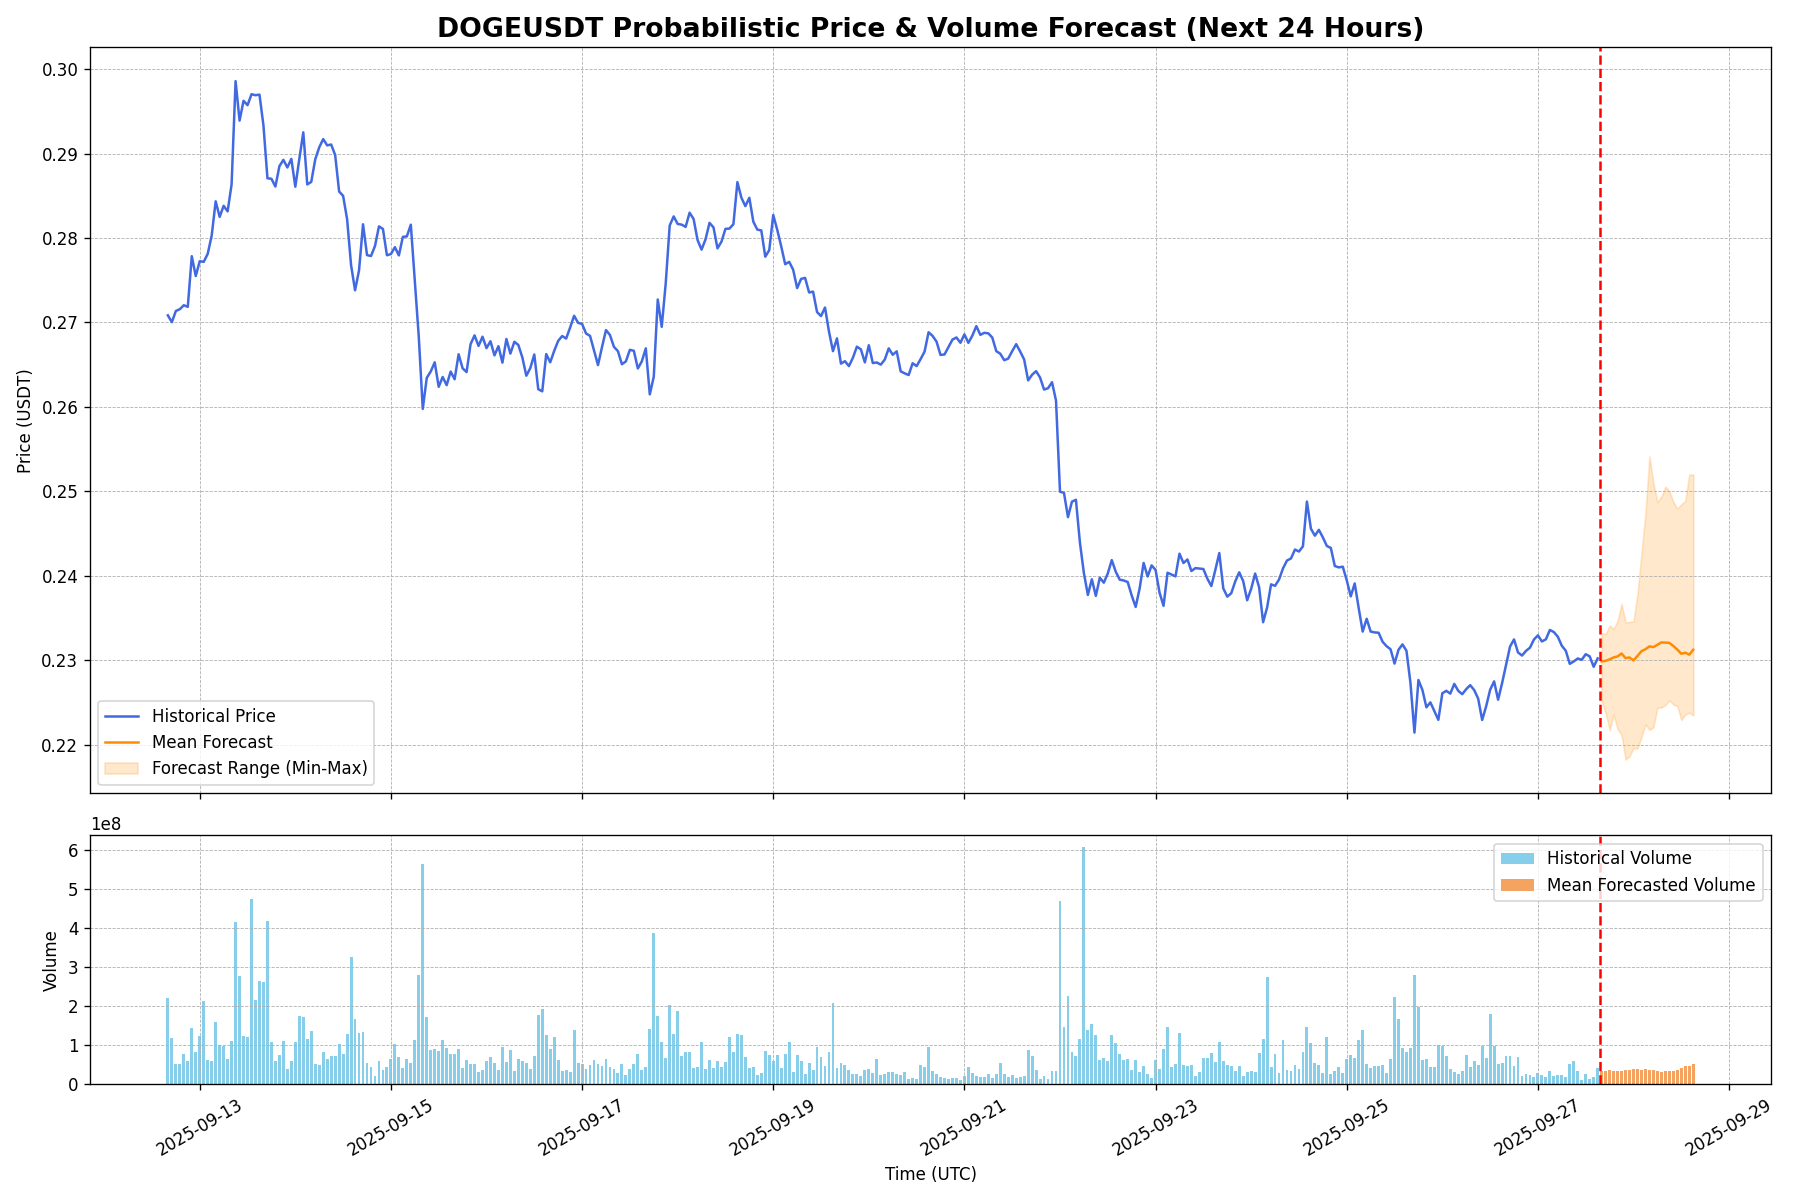 DOGEUSDT Probabilistic Price & Volume Forecast (Next 24 Hours)
Price (USDT)
0.30
0.29
0.28
0.27
0.26
0.25
0.24
0.23
0.22
Historical Price
Mean Forecast
Forecast Range (Min-Max)
1e8
Volume
6
5
4
3
2
1
0
Historical Volume
Mean Forecasted Volume
2025-09-13
2025-09-15
2025-09-17
2025-09-19
2025-09-21
2025-09-23
2025-09-25
2025-09-27
2025-09-29
Time (UTC)